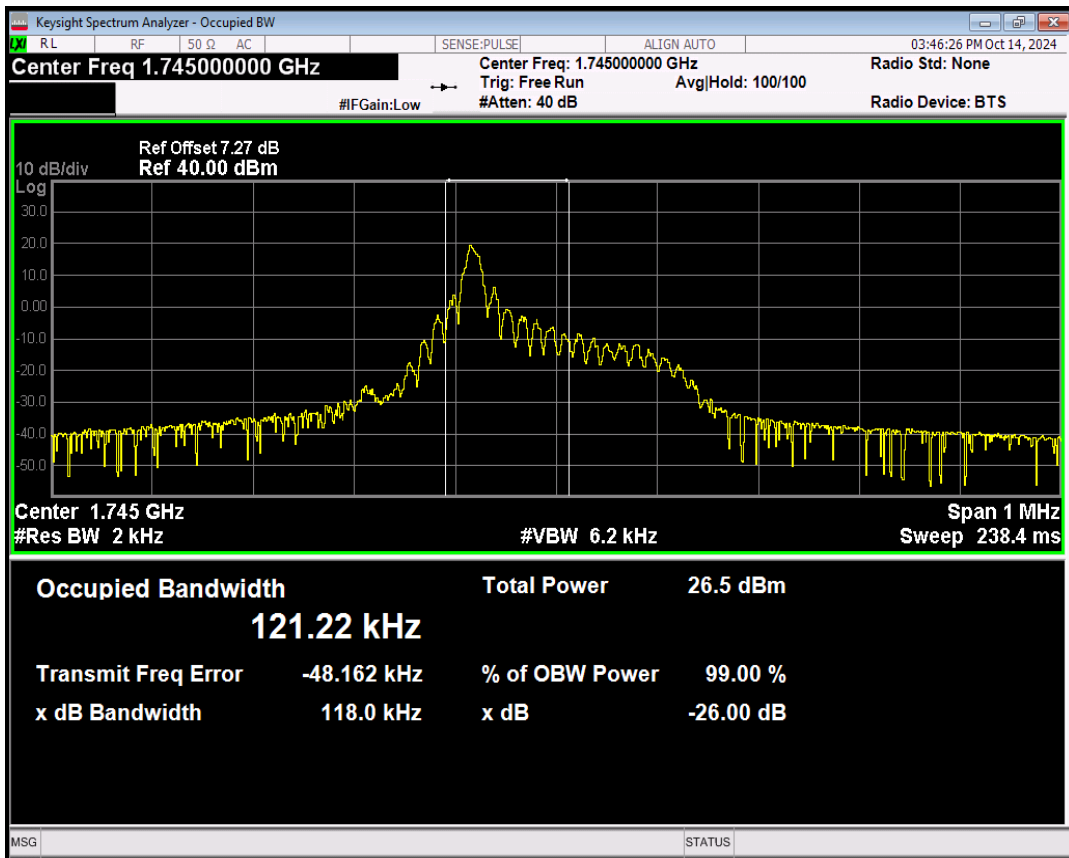 Keysight Spectrum Analyzer - Occupied BW
LXI RL RF 50 Ω AC SENSE:PULSE ALIGN AUTO 03:46:26 PM Oct 14, 2024
Center Freq 1.745000000 GHz Center Freq: 1.745000000 GHz Radio Std: None
Trig: Free Run Avg|Hold: 100/100
#IFGain:Low #Atten: 40 dB Radio Device: BTS
Ref Offset 7.27 dB
10 dB/div Ref 40.00 dBm
Log
30.0
20.0
10.0
0.00
-10.0
-20.0
-30.0
-40.0
-50.0
Center 1.745 GHz Span 1 MHz
#Res BW 2 kHz #VBW 6.2 kHz Sweep 238.4 ms
Occupied Bandwidth Total Power 26.5 dBm
121.22 kHz
Transmit Freq Error -48.162 kHz % of OBW Power 99.00 %
x dB Bandwidth 118.0 kHz x dB -26.00 dB
MSG STATUS